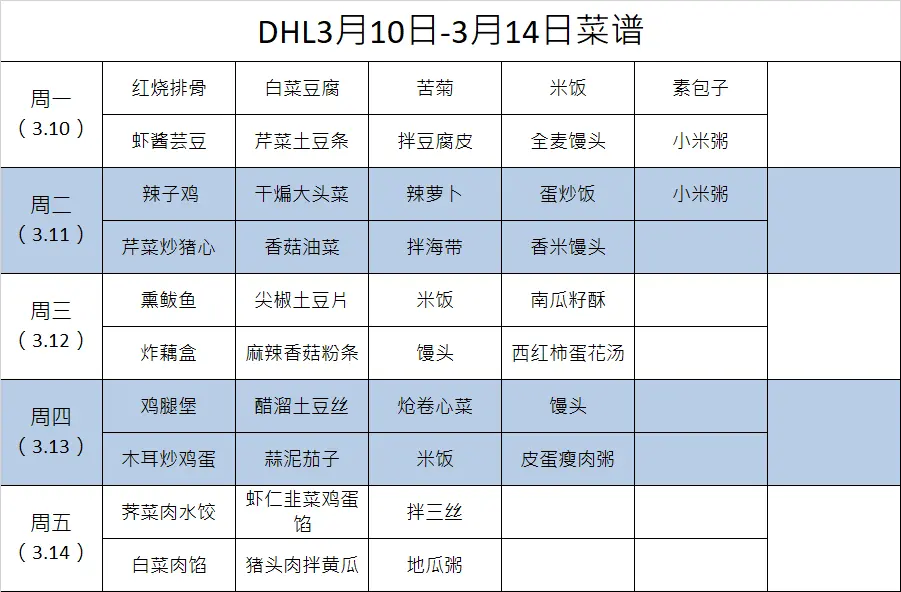 DHL3月10日-3月14日菜谱
周一
（3.10）
红烧排骨 白菜豆腐 苦菊 米饭 素包子
虾酱芸豆 芹菜土豆条 拌豆腐皮 全麦馒头 小米粥
周二
（3.11）
辣子鸡 干煸大头菜 辣萝卜 蛋炒饭 小米粥
芹菜炒猪心 香菇油菜 拌海带 香米馒头
周三
（3.12）
熏鲅鱼 尖椒土豆片 米饭 南瓜籽酥
炸藕盒 麻辣香菇粉条 馒头 西红柿蛋花汤
周四
（3.13）
鸡腿堡 醋溜土豆丝 炝卷心菜 馒头
木耳炒鸡蛋 蒜泥茄子 米饭 皮蛋瘦肉粥
周五
（3.14）
荠菜肉水饺 虾仁韭菜鸡蛋
馅 拌三丝
白菜肉馅 猪头肉拌黄瓜 地瓜粥